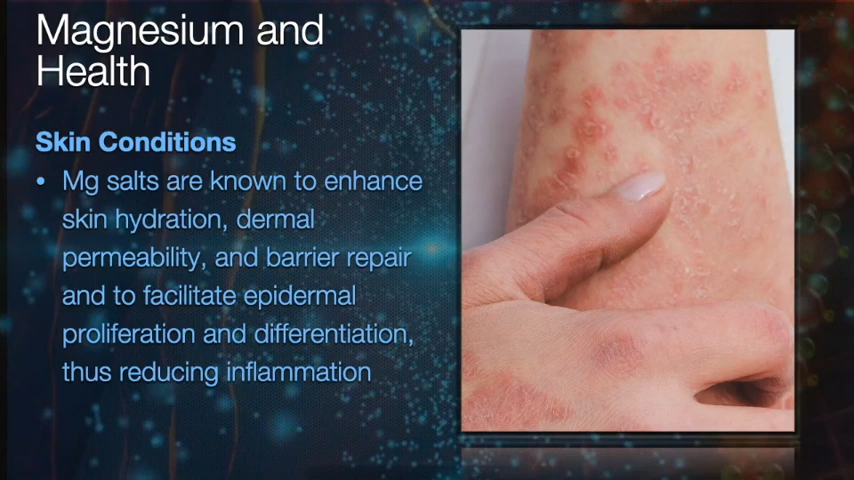 Magnesium and
Health
Skin Conditions
• Mg salts are known to enhance
skin hydration, dermal
permeability, and barrier repair
and to facilitate epidermal
proliferation and differentiation,
thus reducing inflammation